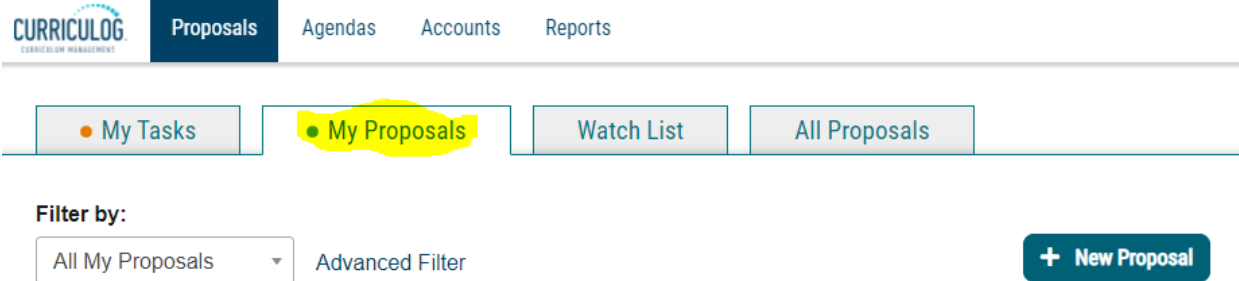 CURRICULOG
CURRICULUM MANAGEMENT
Proposals Agendas Accounts Reports
My Tasks My Proposals Watch List All Proposals
Filter by:
All My Proposals Advanced Filter + New Proposal